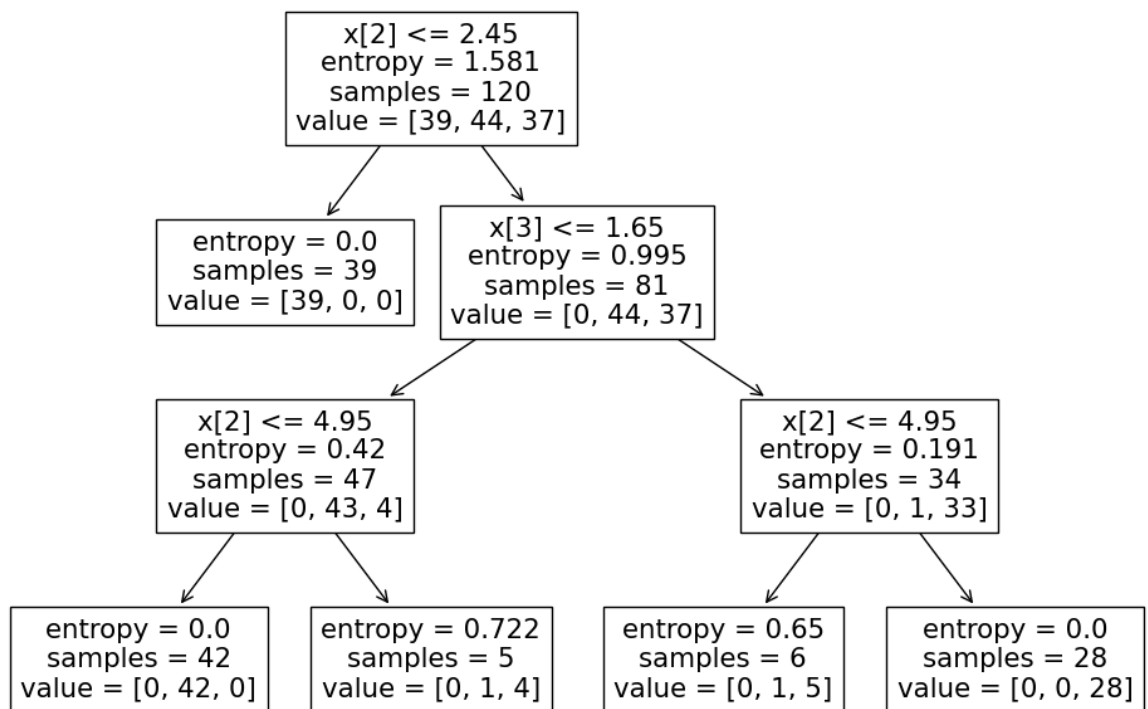 x[2] <= 2.45
entropy = 1.581
samples = 120
value = [39, 44, 37]
entropy = 0.0
samples = 39
value = [39, 0, 0]
x[3] <= 1.65
entropy = 0.995
samples = 81
value = [0, 44, 37]
x[2] <= 4.95
entropy = 0.42
samples = 47
value = [0, 43, 4]
x[2] <= 4.95
entropy = 0.191
samples = 34
value = [0, 1, 33]
entropy = 0.0
samples = 42
value = [0, 42, 0]
entropy = 0.722
samples = 5
value = [0, 1, 4]
entropy = 0.65
samples = 6
value = [0, 1, 5]
entropy = 0.0
samples = 28
value = [0, 0, 28]